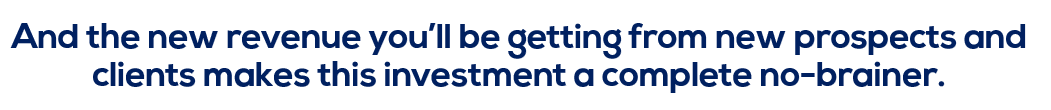 And the new revenue you’ll be getting from new prospects and
clients makes this investment a complete no-brainer.